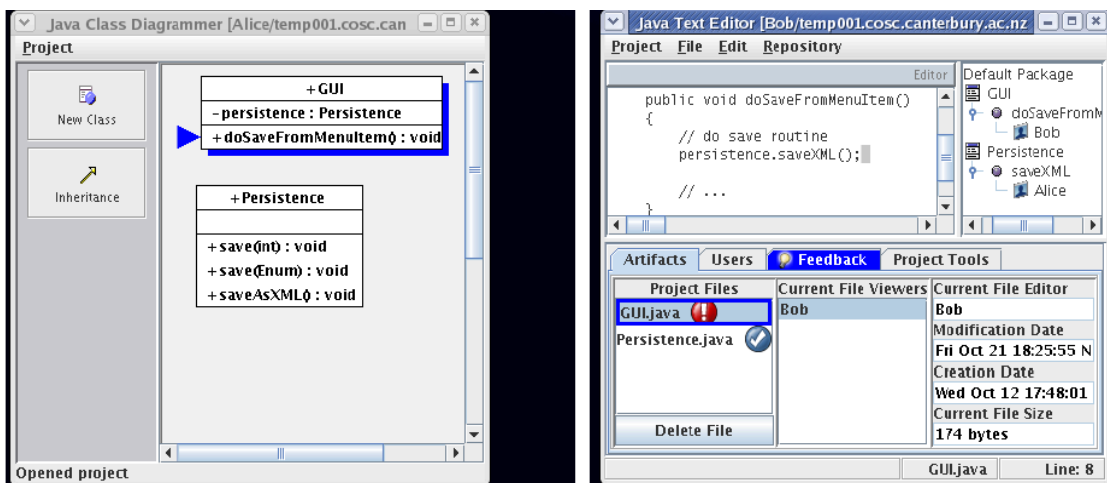 Java Class Diagrammer [Alice/temp001.cosc.can
Project
New Class
Inheritance
+GUI
-persistence : Persistence
+doSaveFromMenuItem() : void
+Persistence
+save(int) : void
+save(Enum) : void
+saveAsXML() : void
Opened project
Java Text Editor [Bob/temp001.cosc.canterbury.ac.nz
Project File Edit Repository
Editor
public void doSaveFromMenuItem()
{
// do save routine
persistence.saveXML();
// ...
}
Default Package
GUI
doSaveFromM
Bob
Persistence
saveXML
Alice
Artifacts Users Feedback Project Tools
Project Files
GUI.java
Persistence.java
Delete File
Current File Viewers
Bob
Current File Editor
Bob
Modification Date
Fri Oct 21 18:25:55 N
Creation Date
Wed Oct 12 17:48:01
Current File Size
174 bytes
GUI.java Line: 8